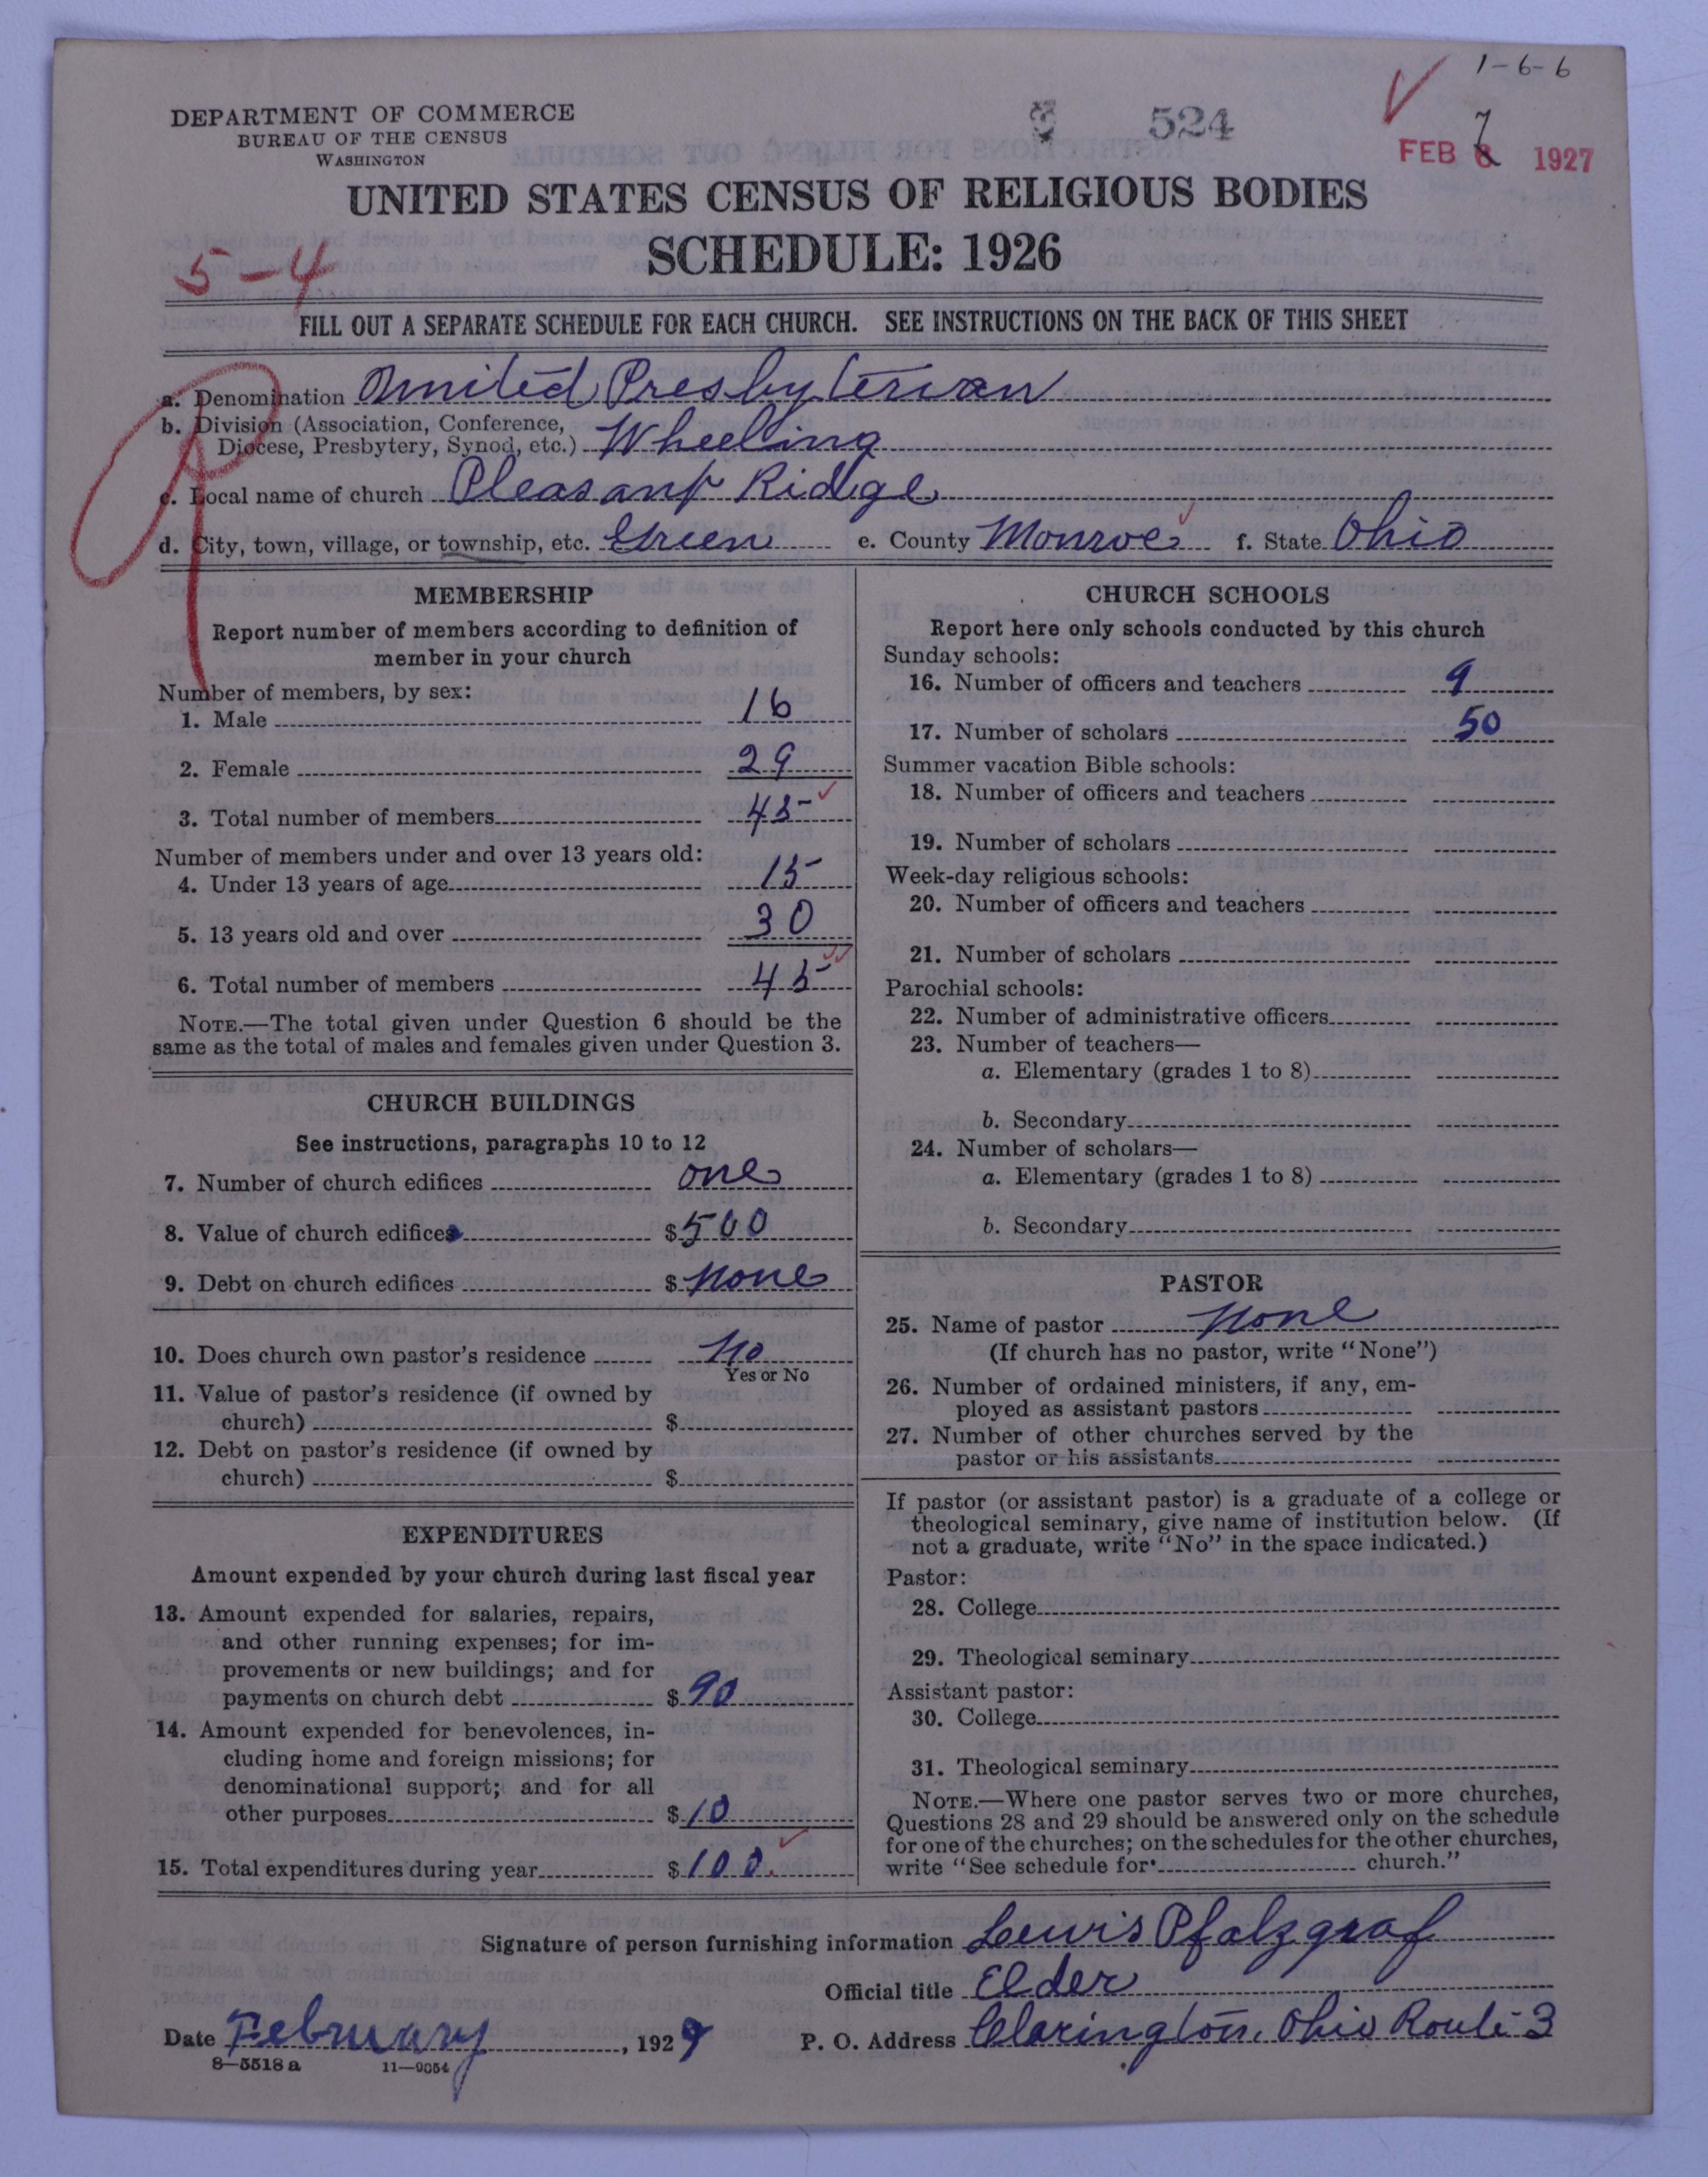 1-6-6
DEPARTMENT OF COMMERCE
BUREAU OF THE CENSUS
WASHINGTON
524
FEB 7 1927
UNITED STATES CENSUS OF RELIGIOUS BODIES
SCHEDULE: 1926
5-4
FILL OUT A SEPARATE SCHEDULE FOR EACH CHURCH. SEE INSTRUCTIONS ON THE BACK OF THIS SHEET
a. Denomination United Presbyterian
b. Division (Association, Conference,
Diocese, Presbytery, Synod, etc.) Wheeling
c. Local name of church Pleasant Ridge
d. City, town, village, or township, etc. Green e. County Monroe f. State Ohio
MEMBERSHIP
Report number of members according to definition of
member in your church
Number of members, by sex:
1. Male 16
2. Female 29
3. Total number of members 45
Number of members under and over 13 years old:
4. Under 13 years of age 15
5. 13 years old and over 30
6. Total number of members 45
NOTE.—The total given under Question 6 should be the
same as the total of males and females given under Question 3.
CHURCH BUILDINGS
See instructions, paragraphs 10 to 12
7. Number of church edifices one
8. Value of church edifices $500
9. Debt on church edifices $ none
10. Does church own pastor's residence no
Yes or No
11. Value of pastor's residence (if owned by
church) $
12. Debt on pastor's residence (if owned by
church) $
EXPENDITURES
Amount expended by your church during last fiscal year
13. Amount expended for salaries, repairs,
and other running expenses; for im-
provements or new buildings; and for
payments on church debt $ 90
14. Amount expended for benevolences, in-
cluding home and foreign missions; for
denominational support; and for all
other purposes $ 10
15. Total expenditures during year $ 100.
CHURCH SCHOOLS
Report here only schools conducted by this church
Sunday schools:
16. Number of officers and teachers 9
17. Number of scholars 50
Summer vacation Bible schools:
18. Number of officers and teachers
19. Number of scholars
Week-day religious schools:
20. Number of officers and teachers
21. Number of scholars
Parochial schools:
22. Number of administrative officers
23. Number of teachers—
a. Elementary (grades 1 to 8)
b. Secondary
24. Number of scholars—
a. Elementary (grades 1 to 8)
b. Secondary
PASTOR
25. Name of pastor none
(If church has no pastor, write "None")
26. Number of ordained ministers, if any, em-
ployed as assistant pastors
27. Number of other churches served by the
pastor or his assistants
If pastor (or assistant pastor) is a graduate of a college or
theological seminary, give name of institution below. (If
not a graduate, write "No" in the space indicated.)
Pastor:
28. College
29. Theological seminary
Assistant pastor:
30. College
31. Theological seminary
NOTE.—Where one pastor serves two or more churches,
Questions 28 and 29 should be answered only on the schedule
for one of the churches; on the schedules for the other churches,
write "See schedule for church."
Signature of person furnishing information Lewis Pfalzgraf
Official title Elder
Date February, 1927 P. O. Address Clarington, Ohio Route 3
8-5518 a 11-9054